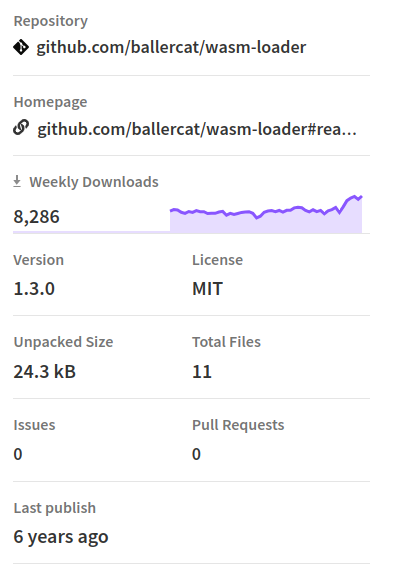 Repository
github.com/ballercat/wasm-loader
Homepage
github.com/ballercat/wasm-loader#rea...
Weekly Downloads
8,286
Version
License
1.3.0
MIT
Unpacked Size
Total Files
24.3 kB
11
Issues
Pull Requests
0
0
Last publish
6 years ago